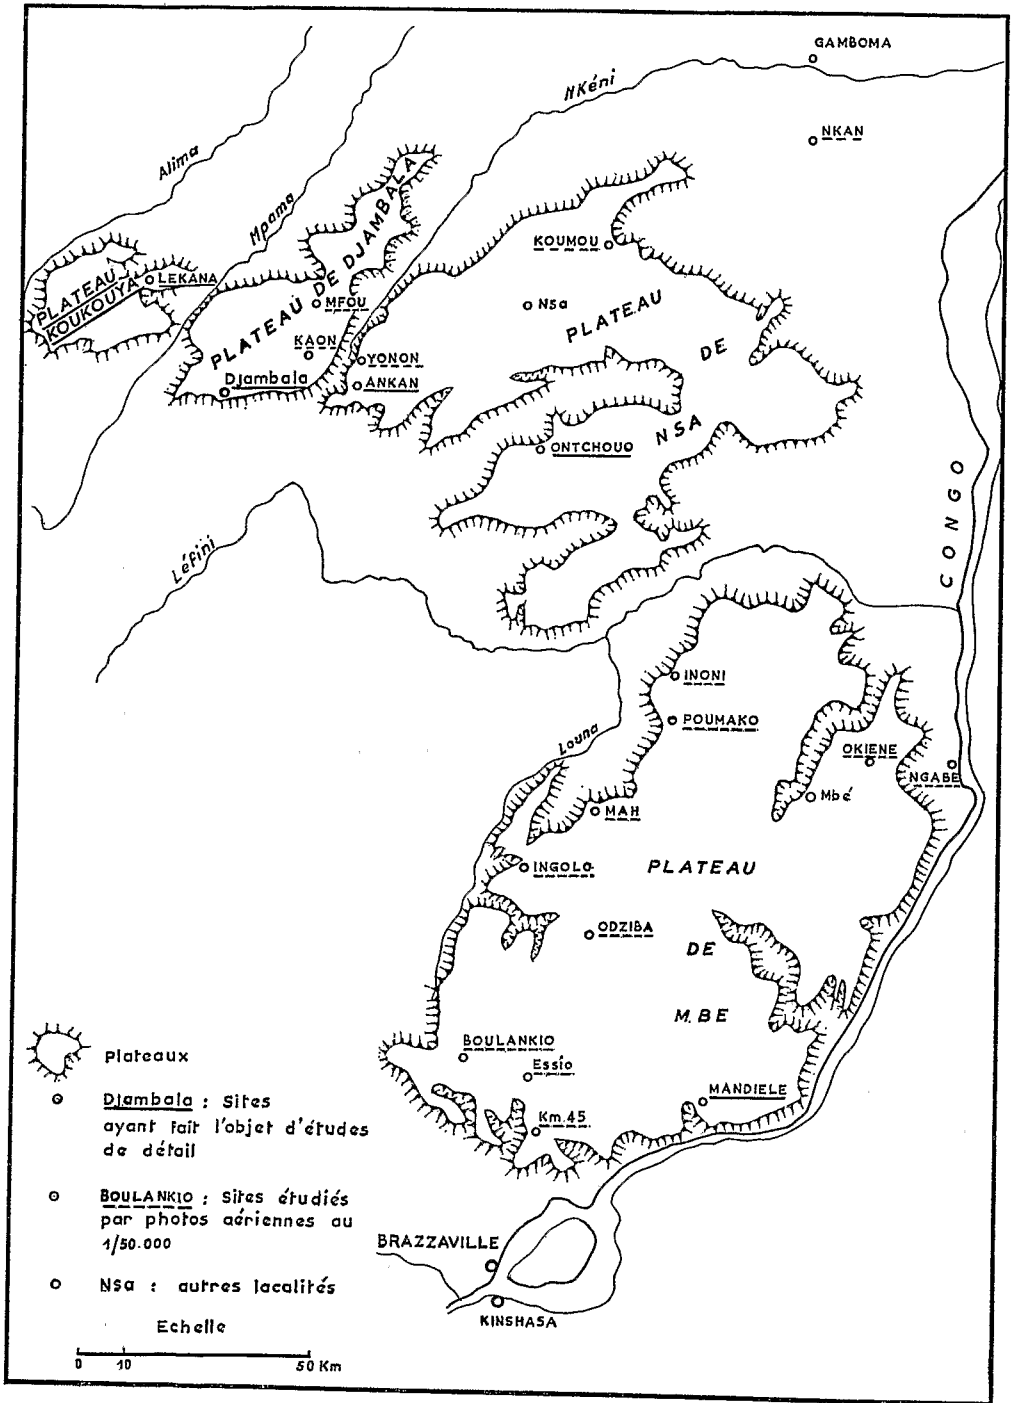 GAMBOMA
NKéni
NKAN
Alima
Mpama
PLATEAU DE DJAMBALA
KOUMOU
PLATEAU
KOUKOUYA
LEKANA
MFOU
Nsa
PLATEAU
DE
NSA
KAON
YONON
Djambala
ANKAN
ONTCHOUO
CONGO
Léfini
INONI
POUMAKO
Louna
OKIENE
NGABE
Mbé
MAH
INGOLO
PLATEAU
DE
M.BE
ODZIBA
BOULANKIO
Essio
MANDIELE
Km.45
Plateaux
Djambala : Sites
ayant fait l'objet d'études
de détail
BOULANKIO : Sites étudiés
par photos aériennes au
1/50.000
Nsa : autres localités
Echelle
0 10 50 Km
BRAZZAVILLE
KINSHASA